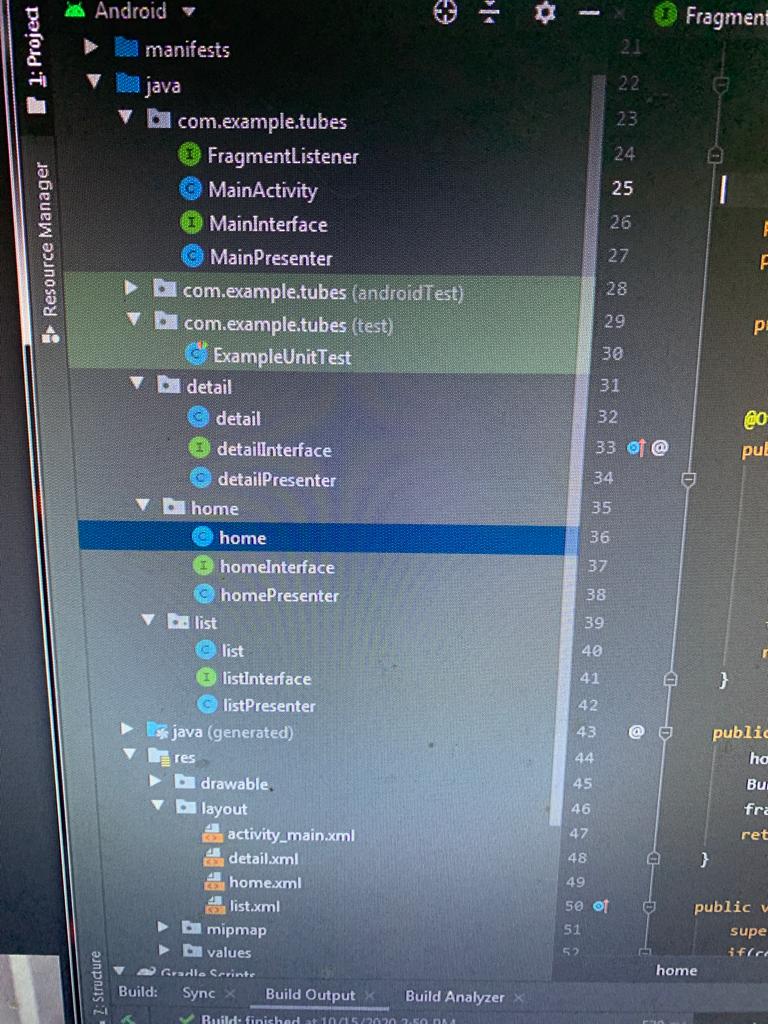 1: Project
Resource Manager
Android
Fragment
manifests
java
com.example.tubes
FragmentListener
MainActivity
MainInterface
MainPresenter
com.example.tubes (androidTest)
com.example.tubes (test)
ExampleUnitTest
detail
detail
detailInterface
detailPresenter
home
home
homeInterface
homePresenter
list
list
listInterface
listPresenter
java (generated)
res
drawable
layout
activity_main.xml
detail.xml
home.xml
list.xml
mipmap
values
Gradle Scripts
21
22
23
24
25
26
27
28
29
30
31
32
33
34
35
36
37
38
39
40
41
42
43
44
45
46
47
48
49
50
51
52
@O
pub
}
public
ho
Bu
fra
ret
}
public v
supe
home
7: Structure
Build:
Sync
Build Output
Build Analyzer
Build: finished at 10/15/2020 2:50 PM